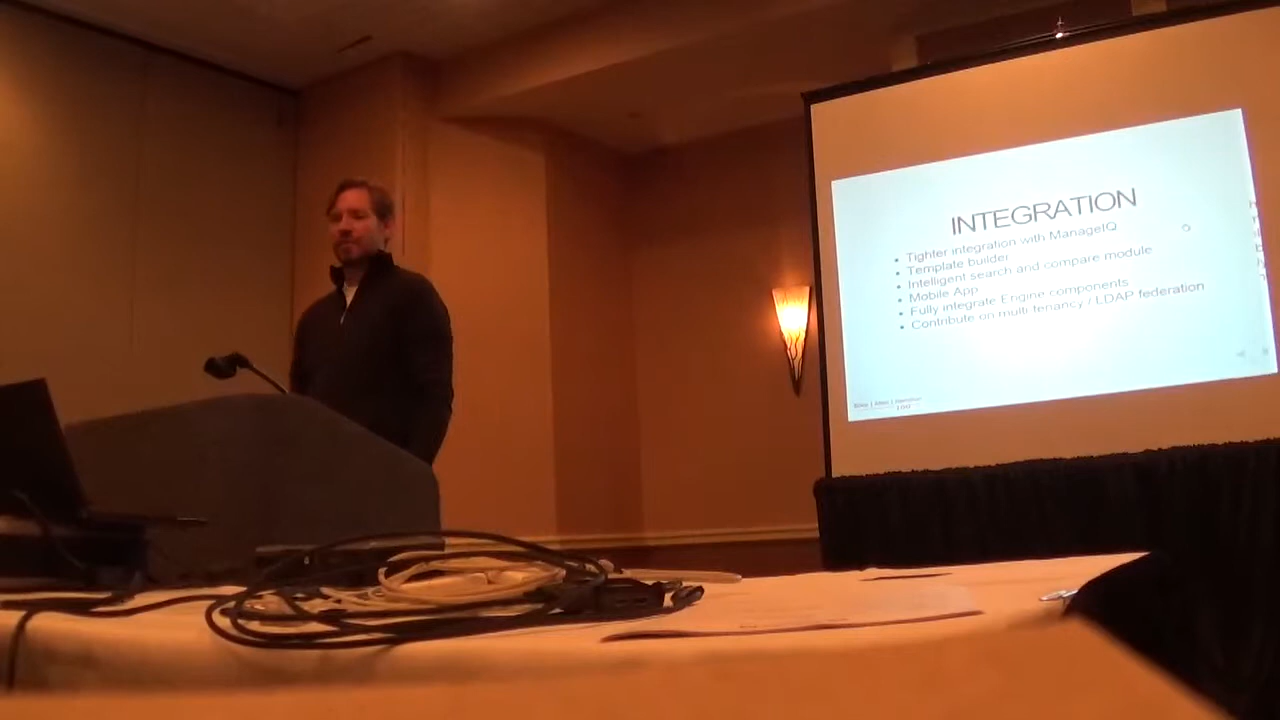 INTEGRATION
• Tighter integration with ManageIQ
• Template builder
• Intelligent search and compare module
• Mobile App
• Fully integrate Engine components
• Contribute on multi tenancy / LDAP federation